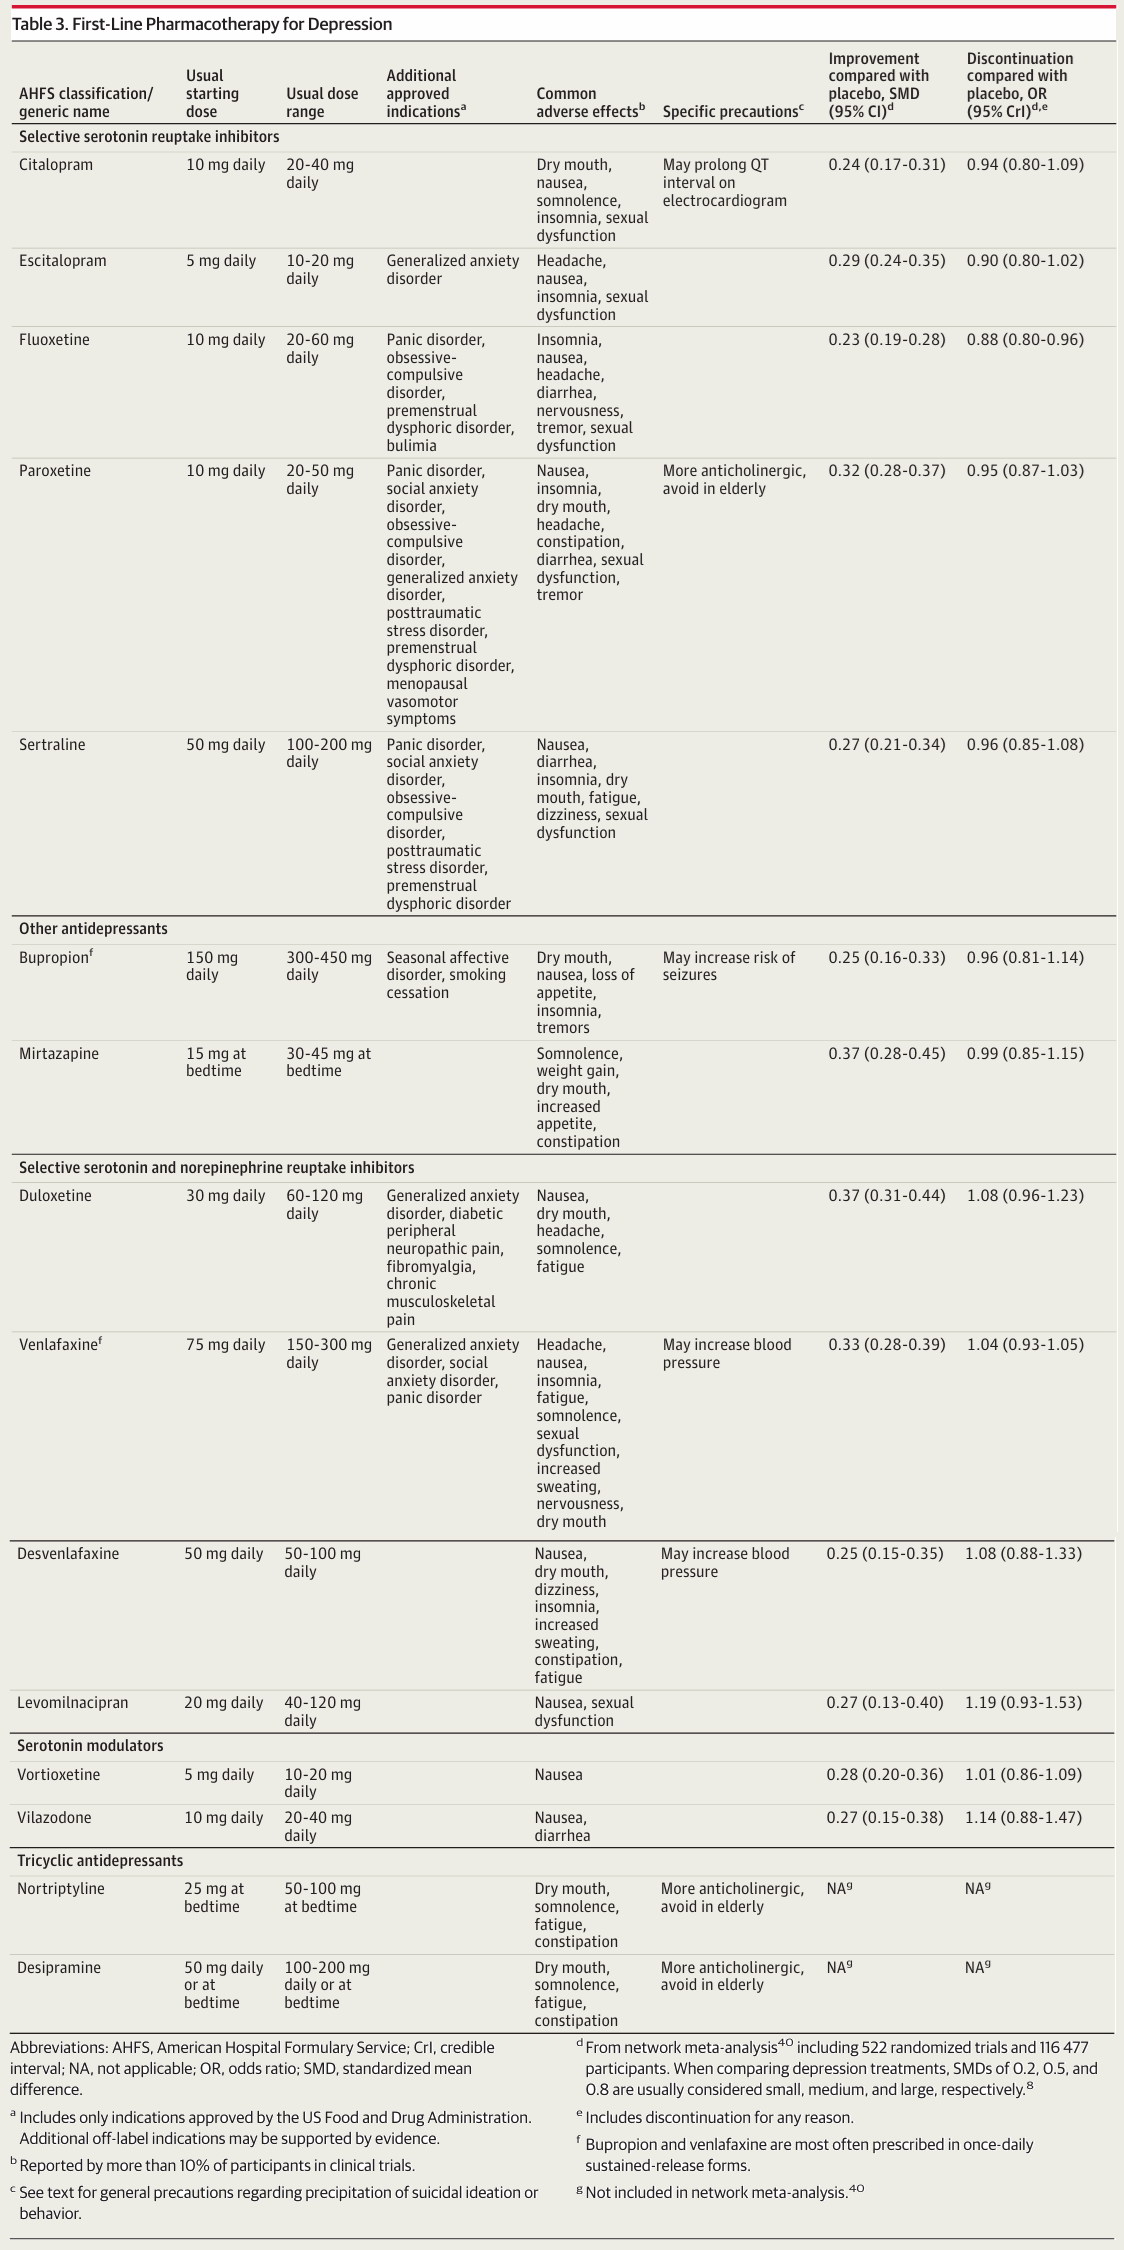 Table 3. First-Line Pharmacotherapy for Depression
AHFS classification/
generic name
Usual
starting
dose
Usual dose
range
Additional
approved
indicationsᵃ
Common
adverse effectsᵇ
Specific precautionsᶜ
Improvement
compared with
placebo, SMD
(95% CI)ᵈ
Discontinuation
compared with
placebo, OR
(95% CrI)ᵈ,ᵉ
Selective serotonin reuptake inhibitors
Citalopram
10 mg daily
20-40 mg
daily
Dry mouth,
nausea,
somnolence,
insomnia, sexual
dysfunction
May prolong QT
interval on
electrocardiogram
0.24 (0.17-0.31)
0.94 (0.80-1.09)
Escitalopram
5 mg daily
10-20 mg
daily
Generalized anxiety
disorder
Headache,
nausea,
insomnia, sexual
dysfunction
0.29 (0.24-0.35)
0.90 (0.80-1.02)
Fluoxetine
10 mg daily
20-60 mg
daily
Panic disorder,
obsessive-
compulsive
disorder,
premenstrual
dysphoric disorder,
bulimia
Insomnia,
nausea,
headache,
diarrhea,
nervousness,
tremor, sexual
dysfunction
0.23 (0.19-0.28)
0.88 (0.80-0.96)
Paroxetine
10 mg daily
20-50 mg
daily
Panic disorder,
social anxiety
disorder,
obsessive-
compulsive
disorder,
generalized anxiety
disorder,
posttraumatic
stress disorder,
premenstrual
dysphoric disorder,
menopausal
vasomotor
symptoms
Nausea,
insomnia,
dry mouth,
headache,
constipation,
diarrhea, sexual
dysfunction,
tremor
More anticholinergic,
avoid in elderly
0.32 (0.28-0.37)
0.95 (0.87-1.03)
Sertraline
50 mg daily
100-200 mg
daily
Panic disorder,
social anxiety
disorder,
obsessive-
compulsive
disorder,
posttraumatic
stress disorder,
premenstrual
dysphoric disorder
Nausea,
diarrhea,
insomnia, dry
mouth, fatigue,
dizziness, sexual
dysfunction
0.27 (0.21-0.34)
0.96 (0.85-1.08)
Other antidepressants
Bupropionᶠ
150 mg
daily
300-450 mg
daily
Seasonal affective
disorder, smoking
cessation
Dry mouth,
nausea, loss of
appetite,
insomnia,
tremors
May increase risk of
seizures
0.25 (0.16-0.33)
0.96 (0.81-1.14)
Mirtazapine
15 mg at
bedtime
30-45 mg at
bedtime
Somnolence,
weight gain,
dry mouth,
increased
appetite,
constipation
0.37 (0.28-0.45)
0.99 (0.85-1.15)
Selective serotonin and norepinephrine reuptake inhibitors
Duloxetine
30 mg daily
60-120 mg
daily
Generalized anxiety
disorder, diabetic
peripheral
neuropathic pain,
fibromyalgia,
chronic
musculoskeletal
pain
Nausea,
dry mouth,
headache,
somnolence,
fatigue
0.37 (0.31-0.44)
1.08 (0.96-1.23)
Venlafaxineᶠ
75 mg daily
150-300 mg
daily
Generalized anxiety
disorder, social
anxiety disorder,
panic disorder
Headache,
nausea,
insomnia,
fatigue,
somnolence,
sexual
dysfunction,
increased
sweating,
nervousness,
dry mouth
May increase blood
pressure
0.33 (0.28-0.39)
1.04 (0.93-1.05)
Desvenlafaxine
50 mg daily
50-100 mg
daily
Nausea,
dry mouth,
dizziness,
insomnia,
increased
sweating,
constipation,
fatigue
May increase blood
pressure
0.25 (0.15-0.35)
1.08 (0.88-1.33)
Levomilnacipran
20 mg daily
40-120 mg
daily
Nausea, sexual
dysfunction
0.27 (0.13-0.40)
1.19 (0.93-1.53)
Serotonin modulators
Vortioxetine
5 mg daily
10-20 mg
daily
Nausea
0.28 (0.20-0.36)
1.01 (0.86-1.09)
Vilazodone
10 mg daily
20-40 mg
daily
Nausea,
diarrhea
0.27 (0.15-0.38)
1.14 (0.88-1.47)
Tricyclic antidepressants
Nortriptyline
25 mg at
bedtime
50-100 mg
at bedtime
Dry mouth,
somnolence,
fatigue,
constipation
More anticholinergic,
avoid in elderly
NAᵍ
NAᵍ
Desipramine
50 mg daily
or at
bedtime
100-200 mg
daily or at
bedtime
Dry mouth,
somnolence,
fatigue,
constipation
More anticholinergic,
avoid in elderly
NAᵍ
NAᵍ
Abbreviations: AHFS, American Hospital Formulary Service; CrI, credible
interval; NA, not applicable; OR, odds ratio; SMD, standardized mean
difference.
ᵃ Includes only indications approved by the US Food and Drug Administration.
Additional off-label indications may be supported by evidence.
ᵇ Reported by more than 10% of participants in clinical trials.
ᶜ See text for general precautions regarding precipitation of suicidal ideation or
behavior.
ᵈ From network meta-analysis⁴⁰ including 522 randomized trials and 116 477
participants. When comparing depression treatments, SMDs of 0.2, 0.5, and
0.8 are usually considered small, medium, and large, respectively.⁸
ᵉ Includes discontinuation for any reason.
ᶠ Bupropion and venlafaxine are most often prescribed in once-daily
sustained-release forms.
ᵍ Not included in network meta-analysis.⁴⁰